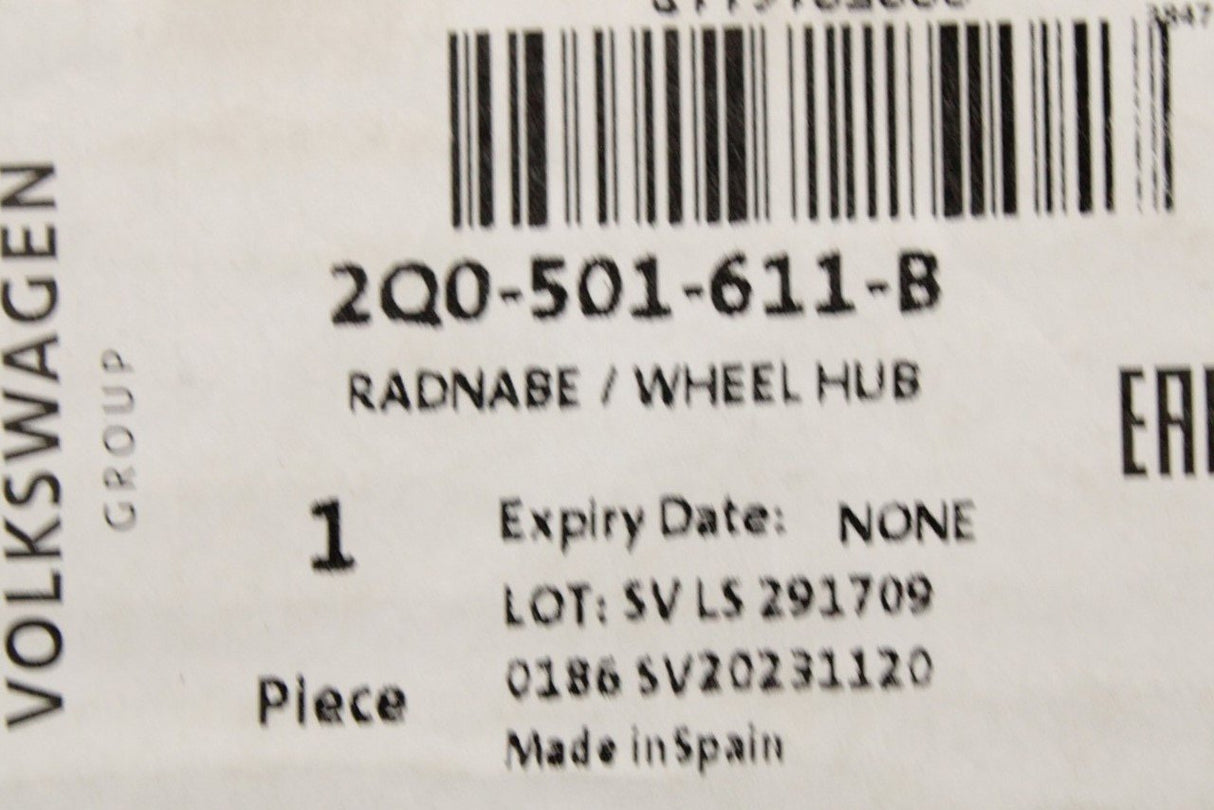 2Q0-501-611-B
RADNABE / WHEEL HUB
1
Piece
Expiry Date: NONE
LOT: SV LS 291709
0186 SV20231120
Made in Spain
VOLKSWAGEN
GROUP